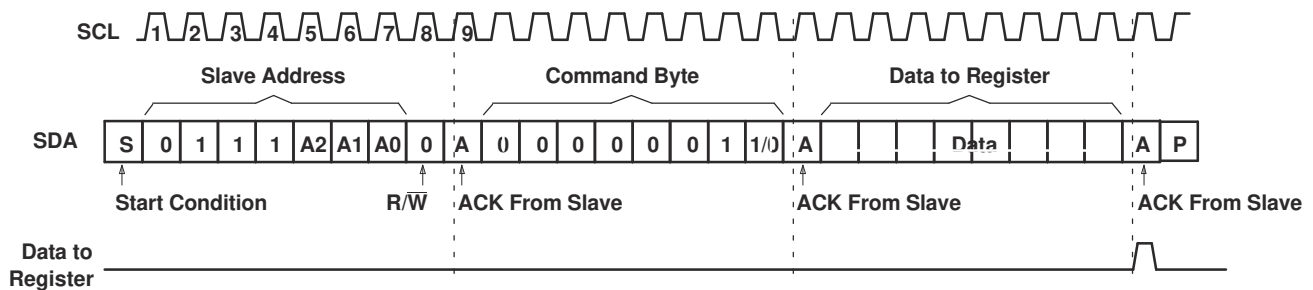 SCL 1 2 3 4 5 6 7 8 9
Slave Address Command Byte Data to Register
SDA S 0 1 1 1 A2 A1 A0 0 A 0 0 0 0 0 0 1 1/0 A Data A P
Start Condition R/W ACK From Slave ACK From Slave ACK From Slave
Data to
Register